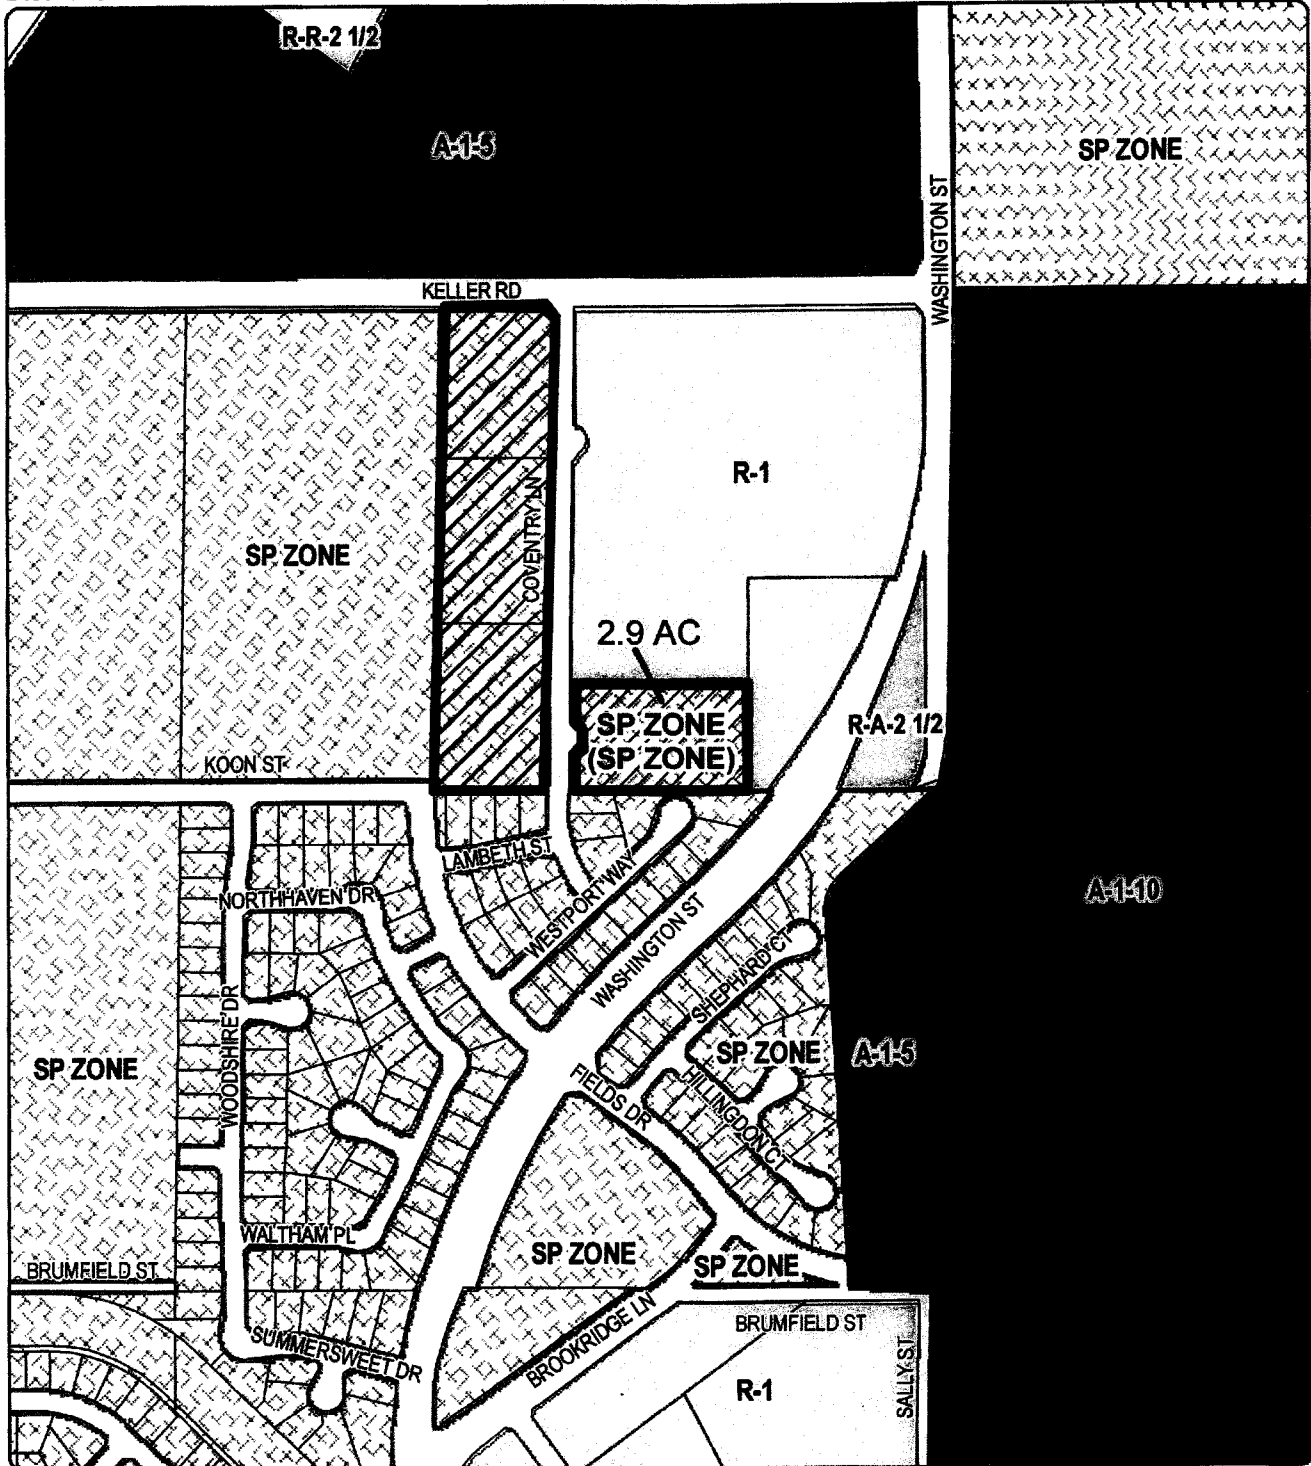 R-R-2 1/2
A-1-5
SP ZONE
WASHINGTON ST
KELLER RD
R-1
COVENTRY LN
SP ZONE
2.9 AC
SP ZONE
(SP ZONE)
R-A-2 1/2
KOON ST
LAMBETH ST
NORTHHAVEN DR
WESTPORT WAY
A-1-10
WASHINGTON ST
SHEPHARD CT
WOODSHIRE DR
SP ZONE
SP ZONE
A-1-5
FIELDS DR
HILLINGDON CT
WALTHAM PL
SP ZONE
SP ZONE
BRUMFIELD ST
BROOKRIDGE LN
BRUMFIELD ST
SUMMERSWEET DR
SALLY ST
R-1